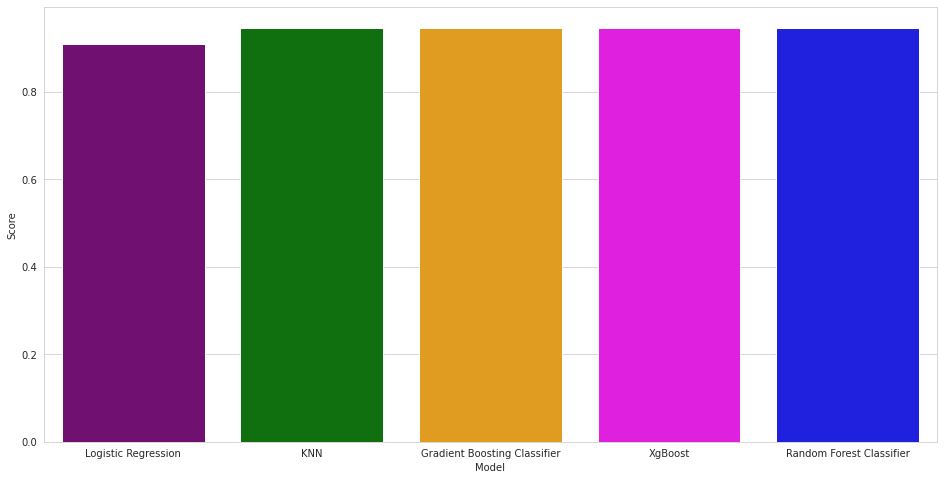 0.8
0.6
0.4
0.2
0.0
Score
Logistic Regression
KNN
Gradient Boosting Classifier
XgBoost
Random Forest Classifier
Model